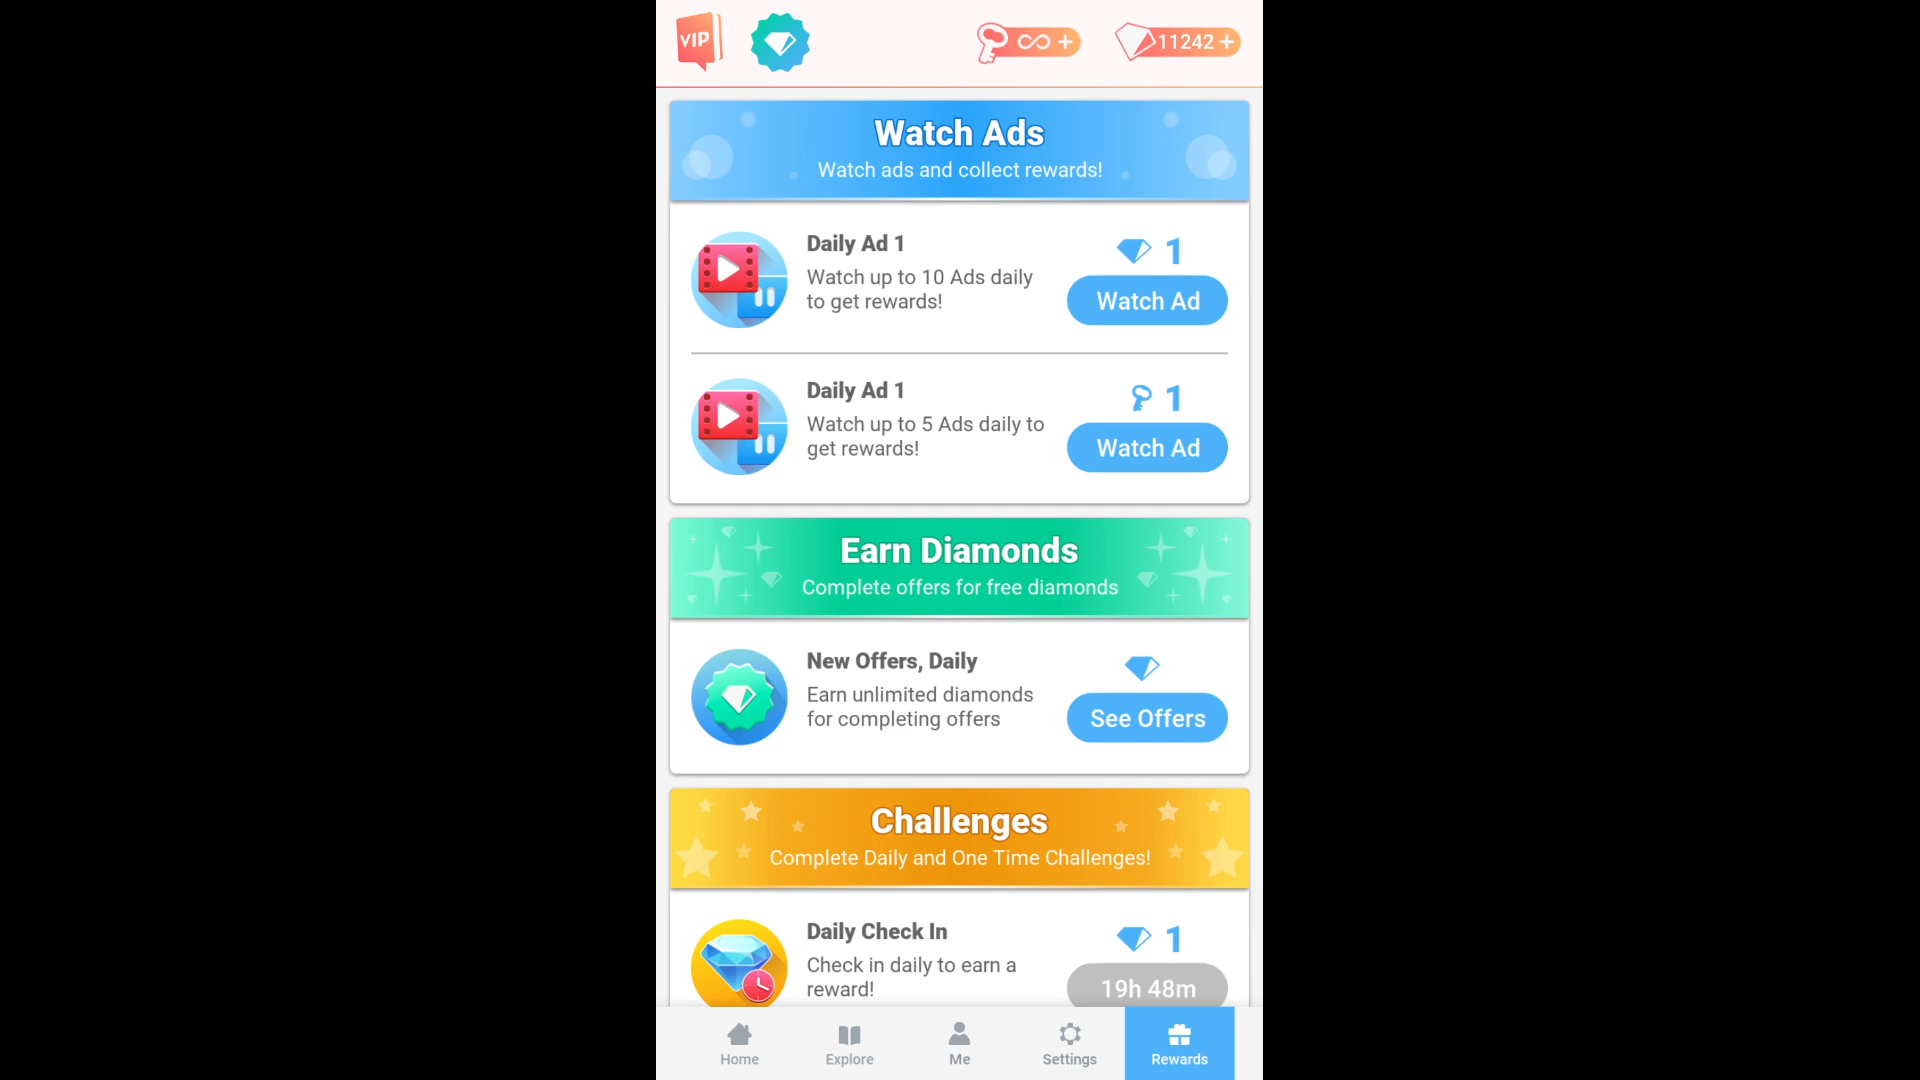 VIP
11242
Watch Ads
Watch ads and collect rewards!
Daily Ad 1
Watch up to 10 Ads daily
to get rewards!
1
Watch Ad
Daily Ad 1
Watch up to 5 Ads daily to
get rewards!
1
Watch Ad
Earn Diamonds
Complete offers for free diamonds
New Offers, Daily
Earn unlimited diamonds
for completing offers
See Offers
Challenges
Complete Daily and One Time Challenges!
Daily Check In
Check in daily to earn a
reward!
1
19h 48m
Home
Explore
Me
Settings
Rewards